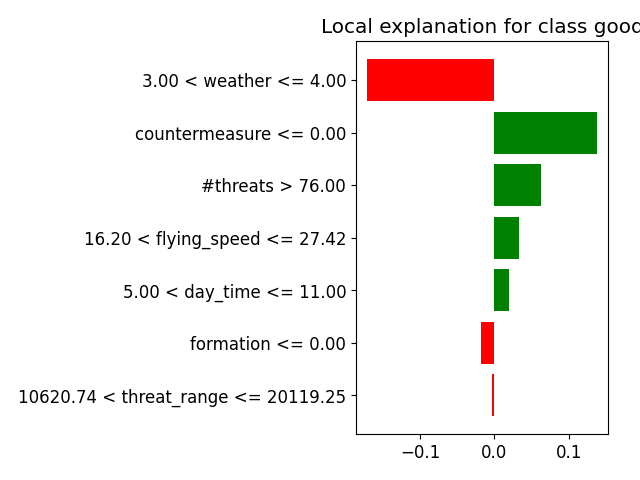 Local explanation for class good
3.00 < weather <= 4.00
countermeasure <= 0.00
#threats > 76.00
16.20 < flying_speed <= 27.42
5.00 < day_time <= 11.00
formation <= 0.00
10620.74 < threat_range <= 20119.25
−0.1 0.0 0.1